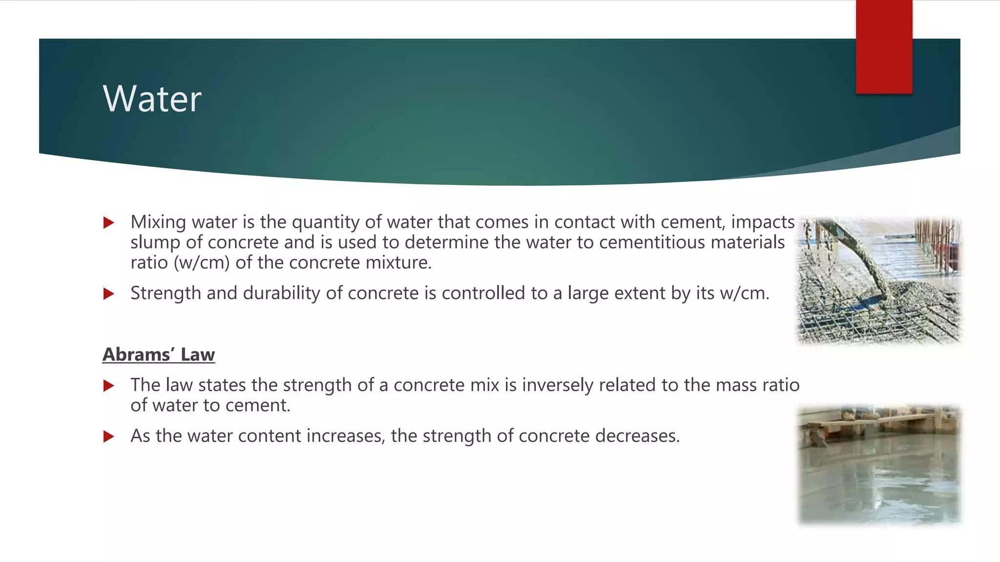 Water
Mixing water is the quantity of water that comes in contact with cement, impacts
slump of concrete and is used to determine the water to cementitious materials
ratio (w/cm) of the concrete mixture.
Strength and durability of concrete is controlled to a large extent by its w/cm.
Abrams’ Law
The law states the strength of a concrete mix is inversely related to the mass ratio
of water to cement.
As the water content increases, the strength of concrete decreases.